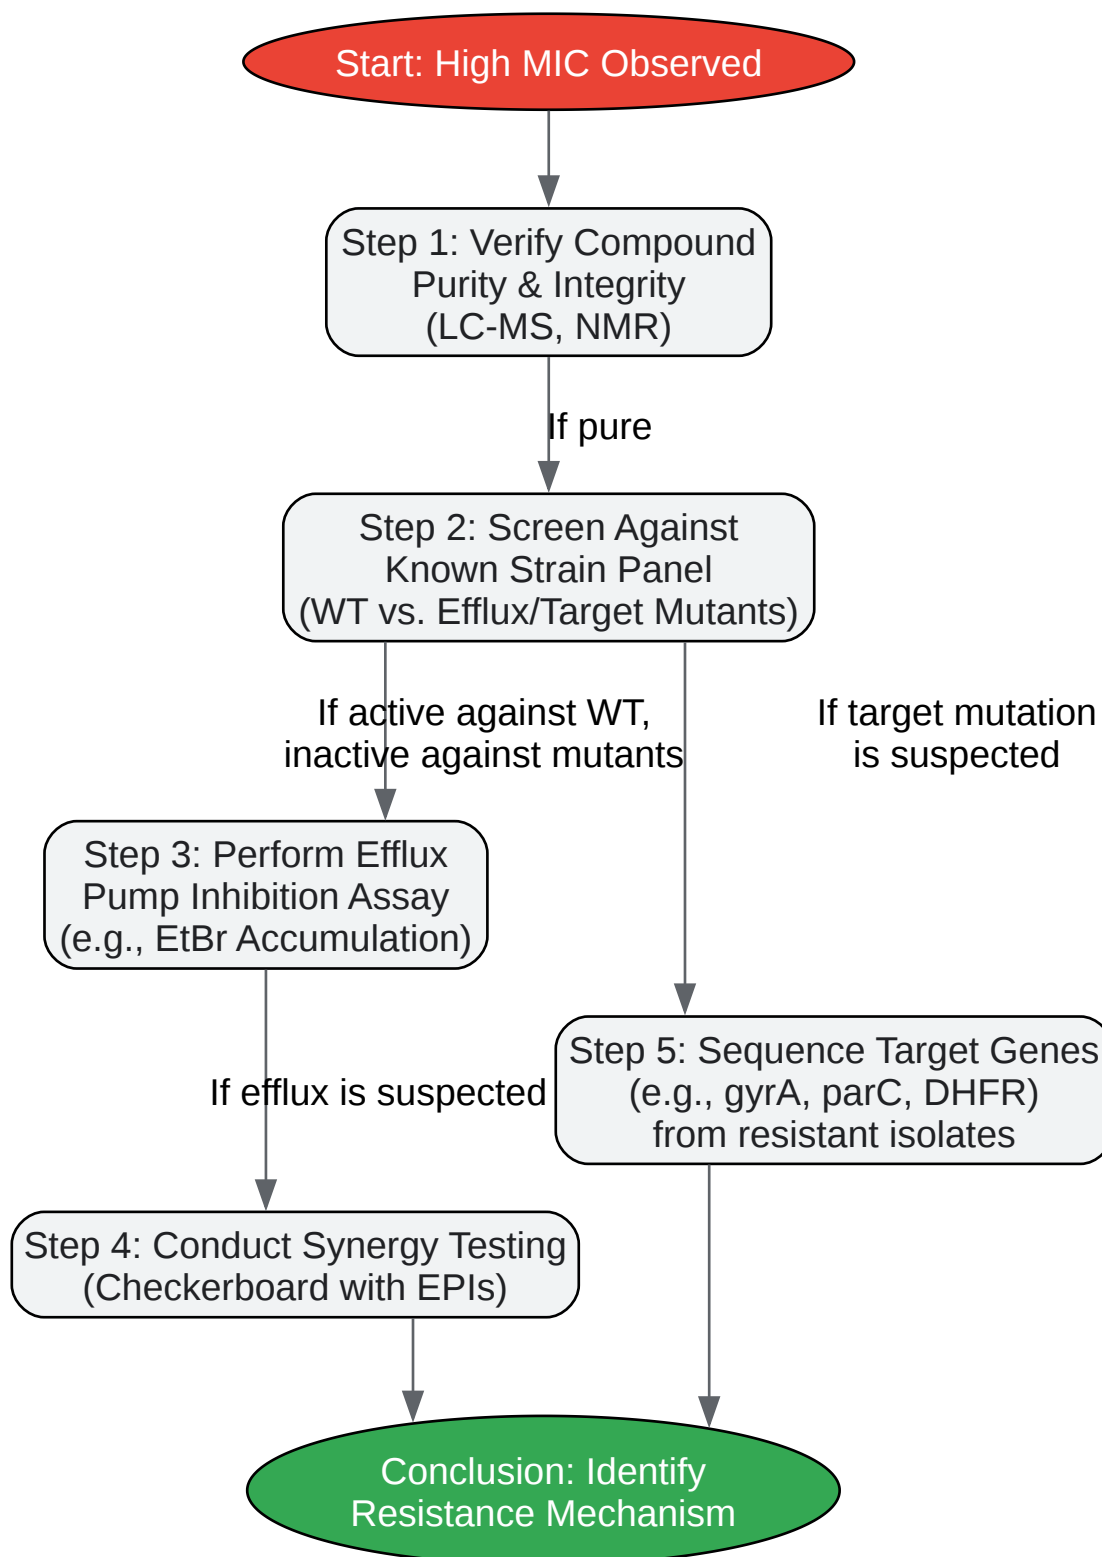 Start: High MIC Observed
Step 1: Verify Compound
Purity & Integrity
(LC-MS, NMR)
If pure
Step 2: Screen Against
Known Strain Panel
(WT vs. Efflux/Target Mutants)
If active against WT,
inactive against mutants
If target mutation
is suspected
Step 3: Perform Efflux
Pump Inhibition Assay
(e.g., EtBr Accumulation)
If efflux is suspected
Step 5: Sequence Target Genes
(e.g., gyrA, parC, DHFR)
from resistant isolates
Step 4: Conduct Synergy Testing
(Checkerboard with EPIs)
Conclusion: Identify
Resistance Mechanism